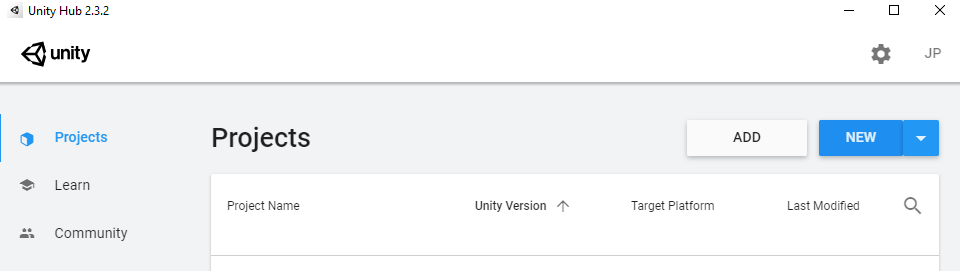 Unity Hub 2.3.2
unity
JP
Projects
Learn
Community
Projects
ADD
NEW
Project Name Unity Version Target Platform Last Modified